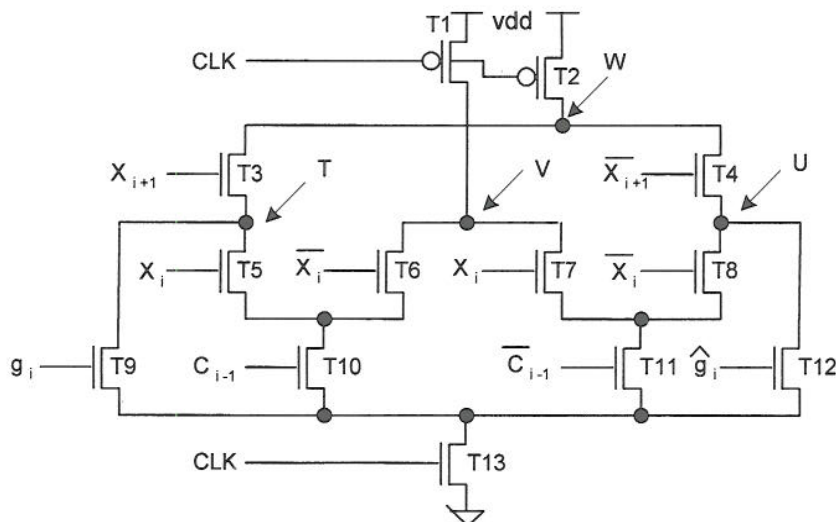 T1 vdd
CLK T2 W
X i+1 T3 T V X̅ i+1 T4 U
X i T5 X̅ i T6 X i T7 X̅ i T8
g i T9 C i-1 T10 C̅ i-1 T11 ĝ i T12
CLK T13